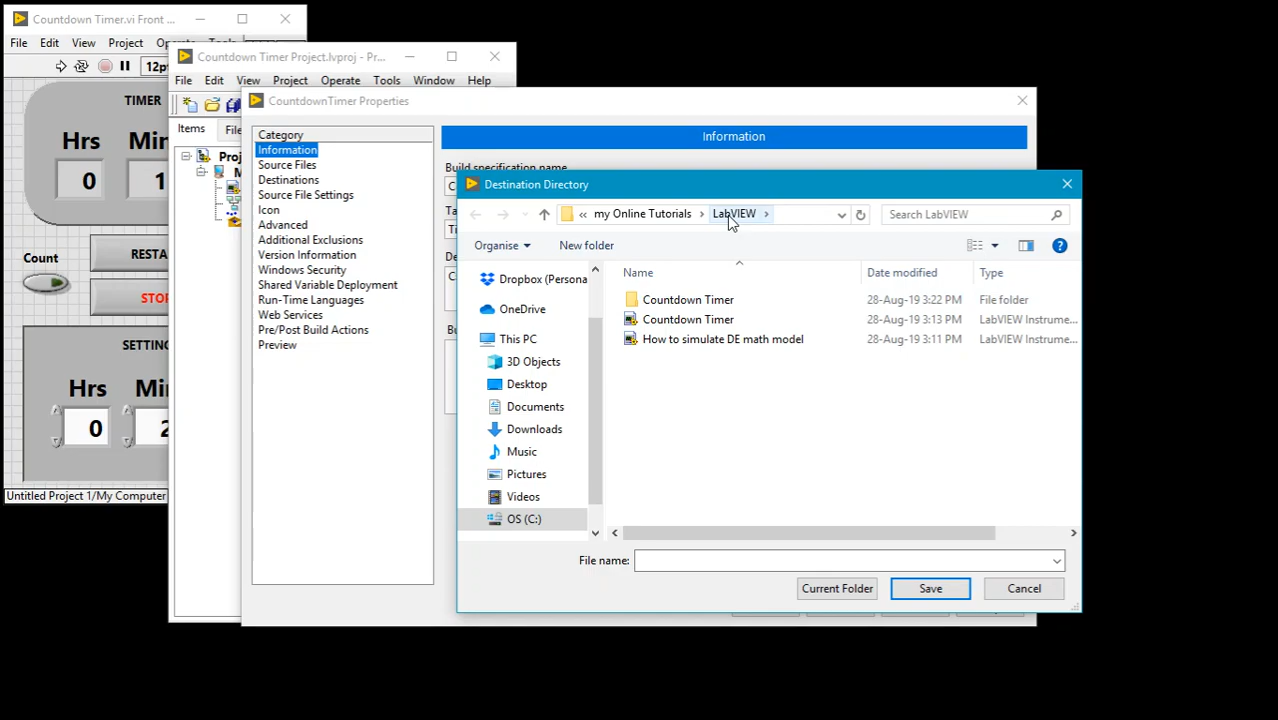 Countdown Timer.vi Front ...
File Edit View Project Operate Tools
TIMER
Hrs
0
1
Count
RESTA
STOP
SETTING
Hrs
0
2
Untitled Project 1/My Computer
Countdown Timer Project.lvproj - Pr...
File Edit View Project Operate Tools Window Help
Items
CountdownTimer Properties
Category
Information
Source Files
Destinations
Source File Settings
Icon
Advanced
Additional Exclusions
Version Information
Windows Security
Shared Variable Deployment
Run-Time Languages
Web Services
Pre/Post Build Actions
Preview
Information
Build specification name
Destination Directory
« my Online Tutorials › LabVIEW ›
Search LabVIEW
Organise
New folder
Dropbox (Persona
OneDrive
This PC
3D Objects
Desktop
Documents
Downloads
Music
Pictures
Videos
OS (C:)
Name Date modified Type
Countdown Timer 28-Aug-19 3:22 PM File folder
Countdown Timer 28-Aug-19 3:13 PM LabVIEW Instrume...
How to simulate DE math model 28-Aug-19 3:11 PM LabVIEW Instrume...
File name:
Current Folder Save Cancel